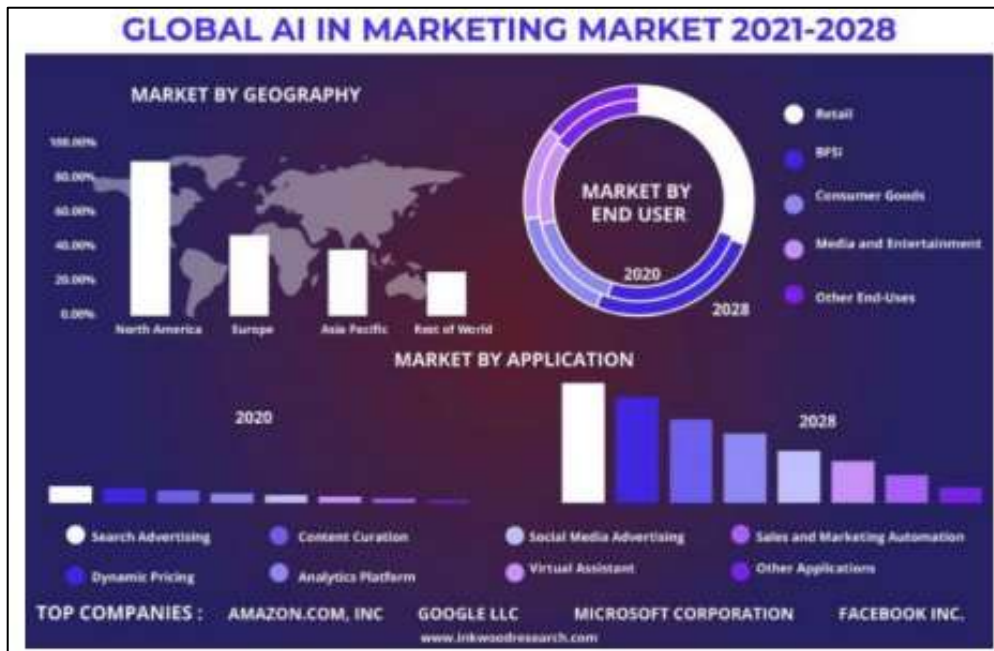 GLOBAL AI IN MARKETING MARKET 2021-2028
MARKET BY GEOGRAPHY
100.00%
80.00%
60.00%
40.00%
20.00%
0.00%
North America
Europe
Asia Pecific
Rest of World
MARKET BY
END USER
2020
2028
Retail
BFSI
Consumer Goods
Media and Entertainment
Other End-Uses
MARKET BY APPLICATION
2020
2028
Search Advertising
Content Curation
Social Media Advertising
Sales and Marketing Automation
Dynamic Pricing
Analytics Platform
Virtual Assistant
Other Applications
TOP COMPANIES : AMAZON.COM, INC GOOGLE LLC MICROSOFT CORPORATION FACEBOOK INC.
www.inkwoodresearch.com